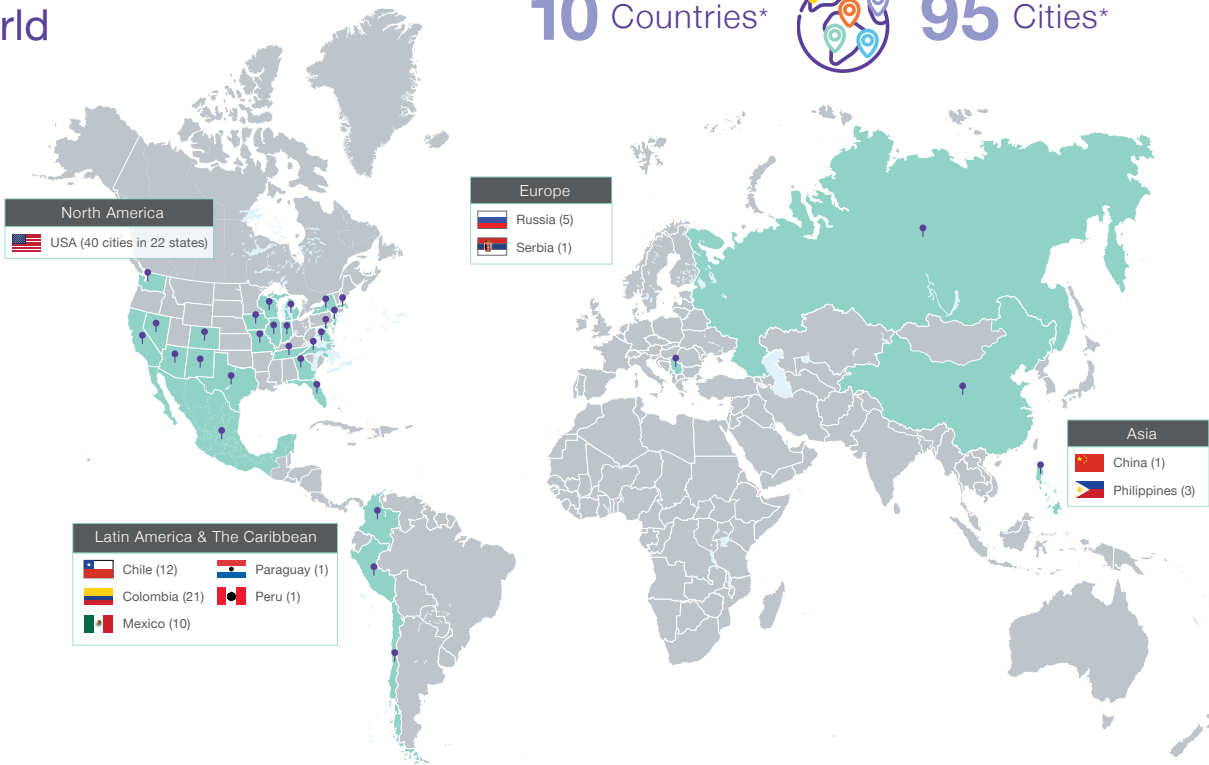 rld
10 Countries*
95 Cities*
North America
USA (40 cities in 22 states)
Europe
Russia (5)
Serbia (1)
Asia
China (1)
Philippines (3)
Latin America & The Caribbean
Chile (12)
Paraguay (1)
Colombia (21)
Peru (1)
Mexico (10)